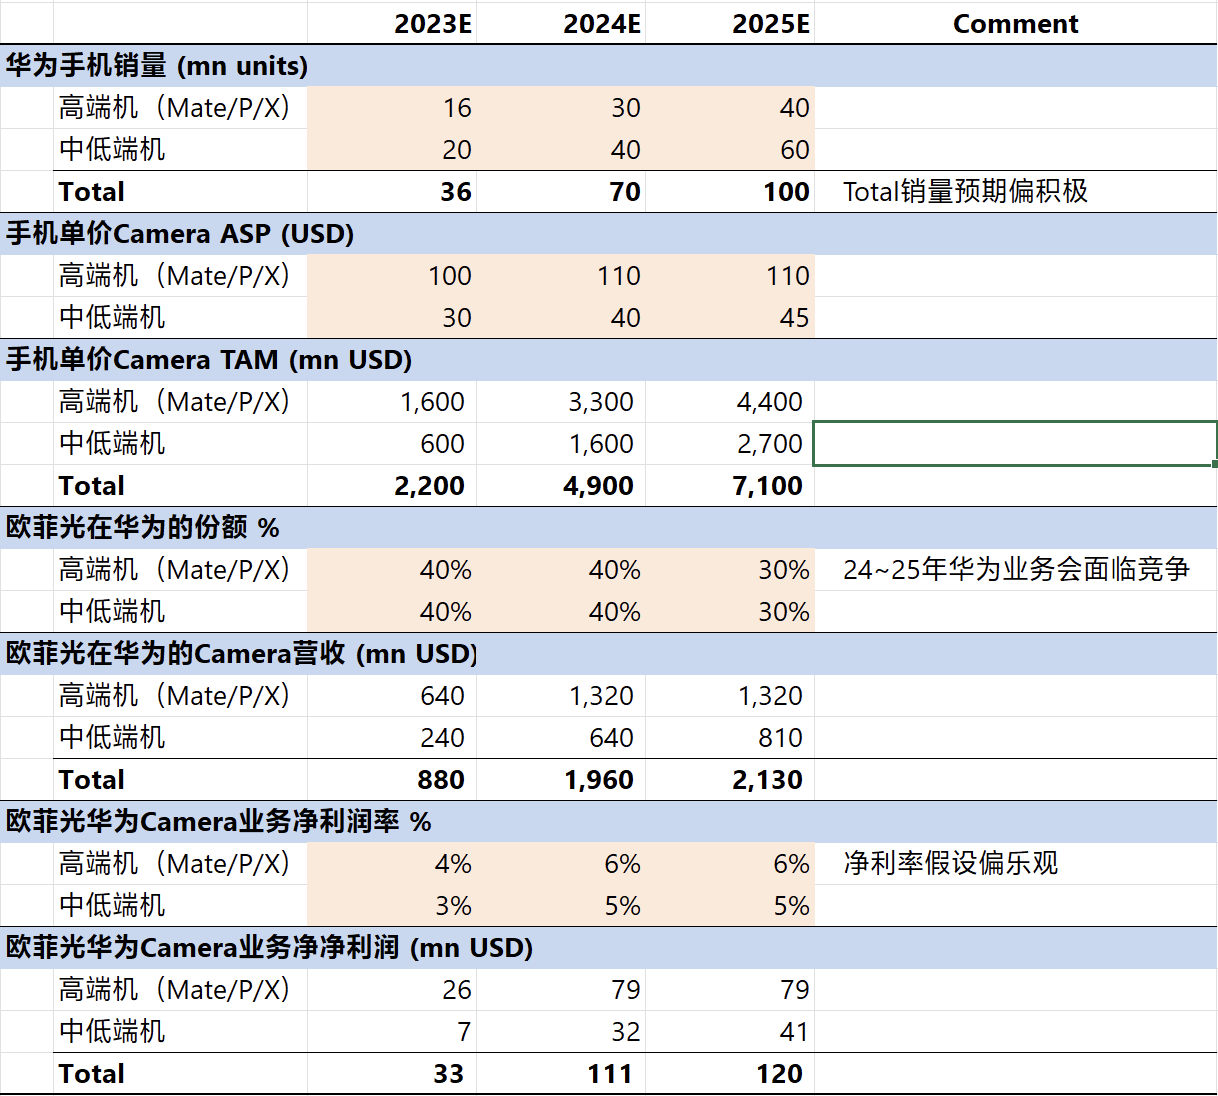 2023E 2024E 2025E Comment
华为手机销量 (mn units)
高端机（Mate/P/X） 16 30 40
中低端机 20 40 60
Total 36 70 100 Total销量预期偏积极
手机单价Camera ASP (USD)
高端机（Mate/P/X） 100 110 110
中低端机 30 40 45
手机单价Camera TAM (mn USD)
高端机（Mate/P/X） 1,600 3,300 4,400
中低端机 600 1,600 2,700
Total 2,200 4,900 7,100
欧菲光在华为的份额 %
高端机（Mate/P/X） 40% 40% 30% 24~25年华为业务会面临竞争
中低端机 40% 40% 30%
欧菲光在华为的Camera营收 (mn USD)
高端机（Mate/P/X） 640 1,320 1,320
中低端机 240 640 810
Total 880 1,960 2,130
欧菲光华为Camera业务净利润率 %
高端机（Mate/P/X） 4% 6% 6% 净利率假设偏乐观
中低端机 3% 5% 5%
欧菲光华为Camera业务净净利润 (mn USD)
高端机（Mate/P/X） 26 79 79
中低端机 7 32 41
Total 33 111 120